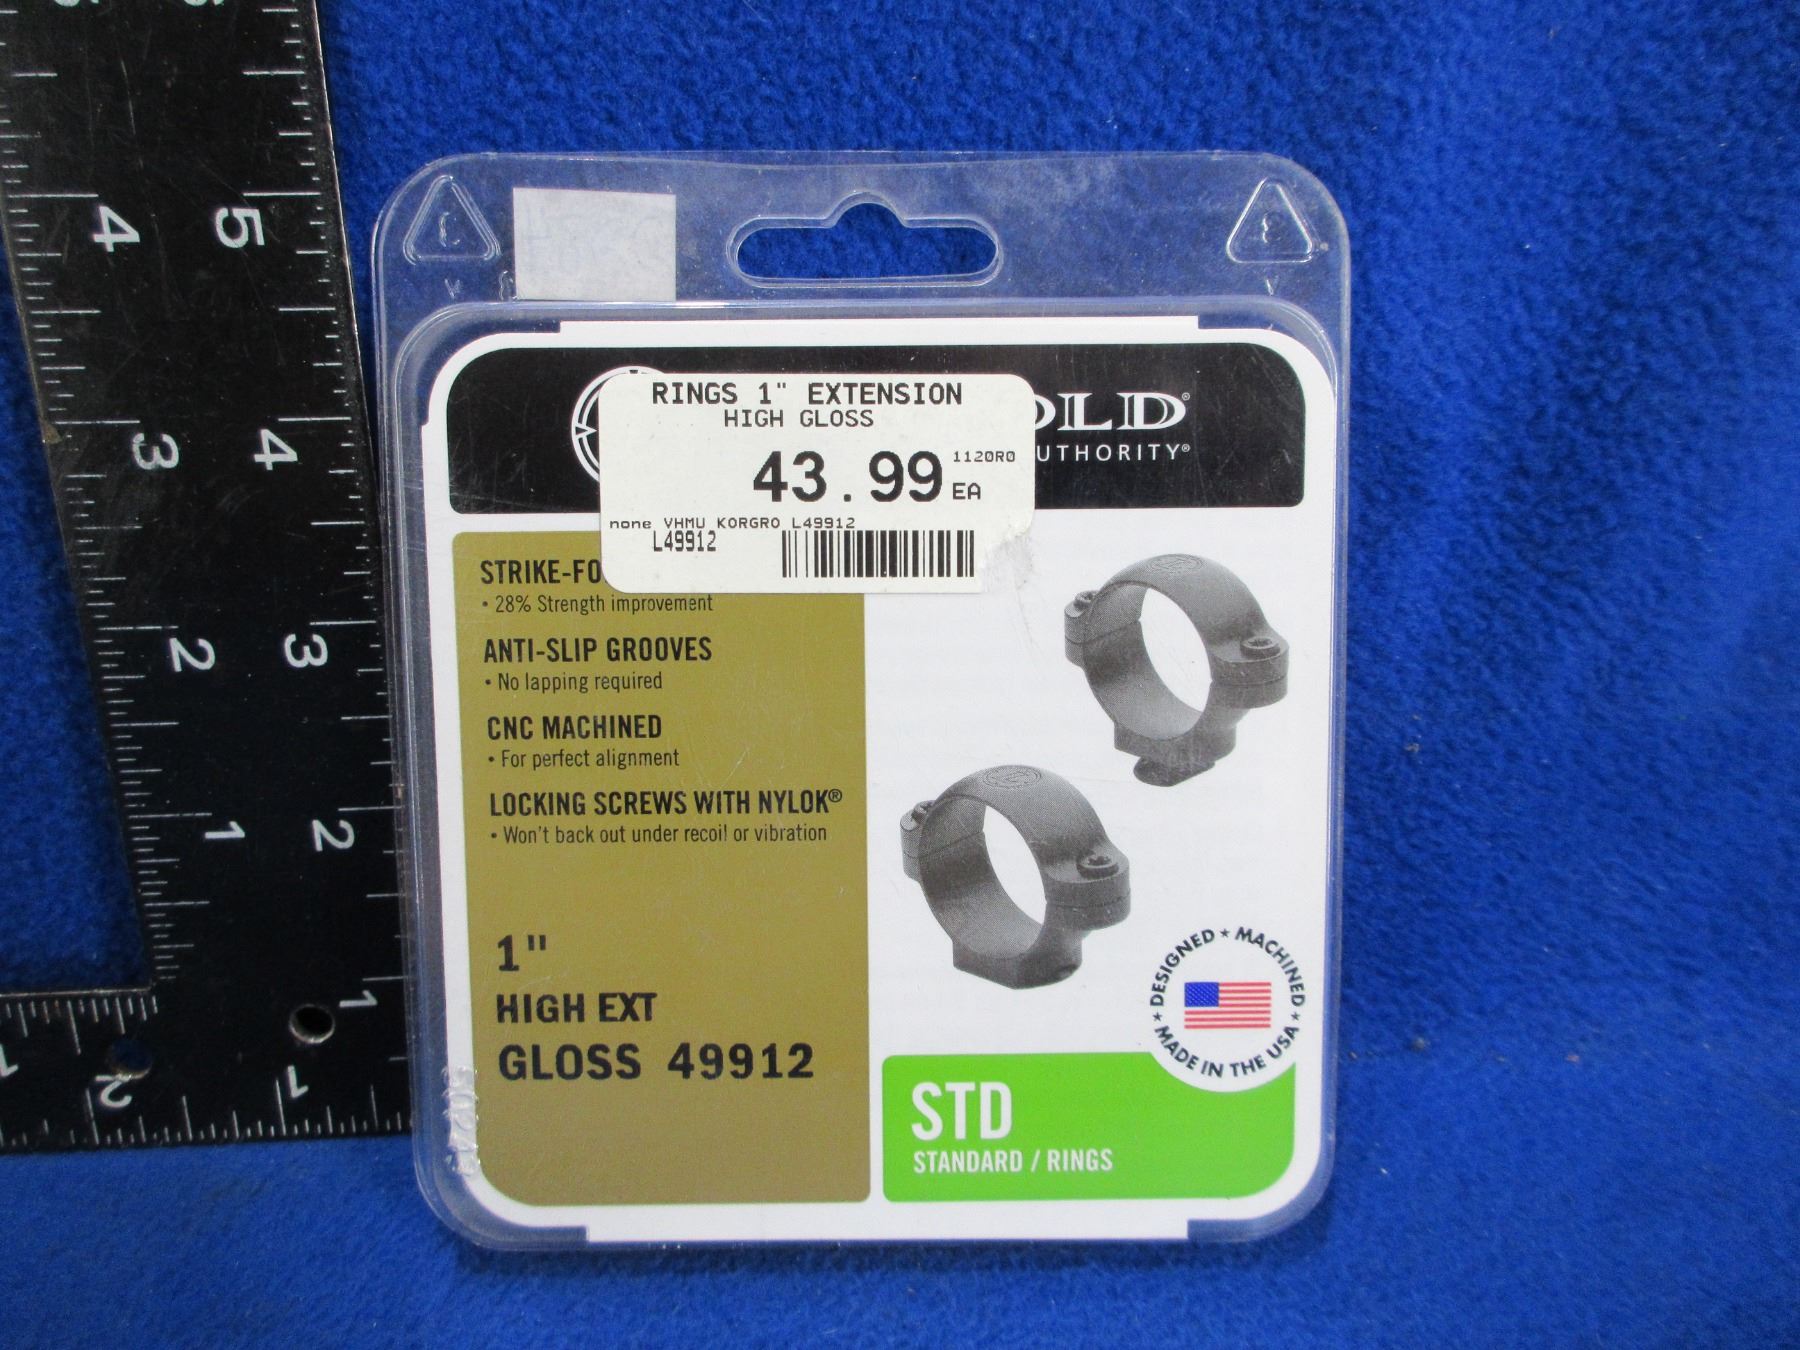 RINGS 1" EXTENSION
HIGH GLOSS
43.99 EA
1120R0
none VHMU KORGRO L49912
L49912
OLD®
UTHORITY®
STRIKE-FO
• 28% Strength improvement
ANTI-SLIP GROOVES
• No lapping required
CNC MACHINED
• For perfect alignment
LOCKING SCREWS WITH NYLOK®
• Won't back out under recoil or vibration
1"
HIGH EXT
GLOSS 49912
DESIGNED ★ MACHINED ★ MADE IN THE USA ★
STD
STANDARD / RINGS
5
4
4
3
3
2
2
1
1
2
1
1